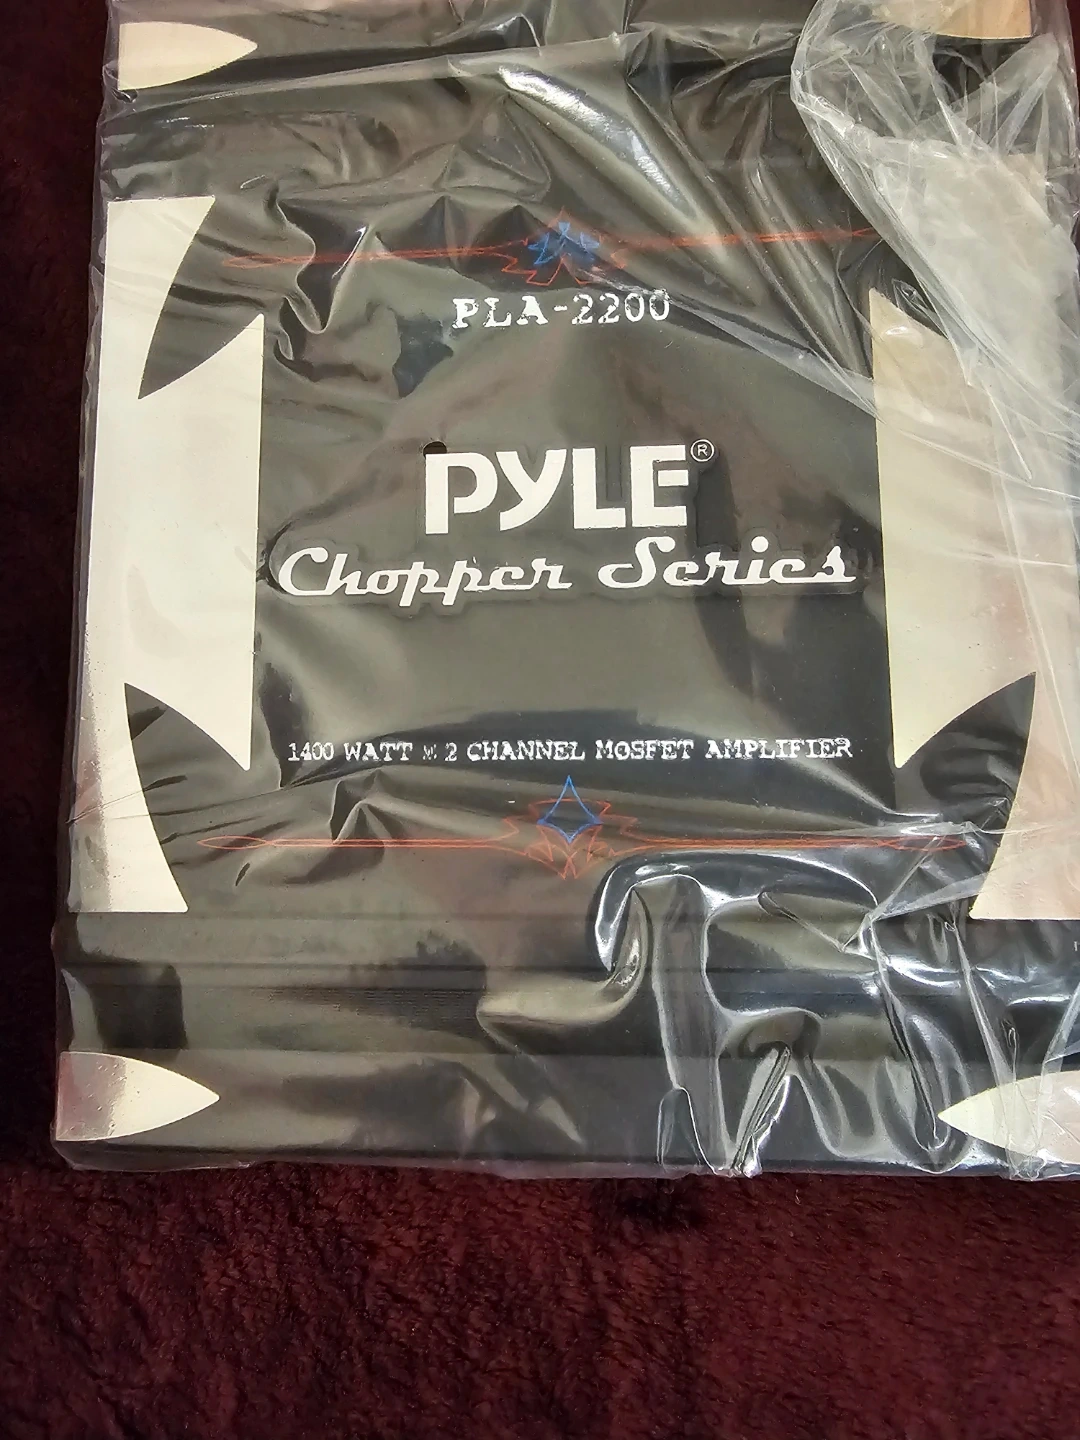 PLA-2200
PYLE®
Chopper Series
1400 WATT 2 CHANNEL MOSFET AMPLIFIER